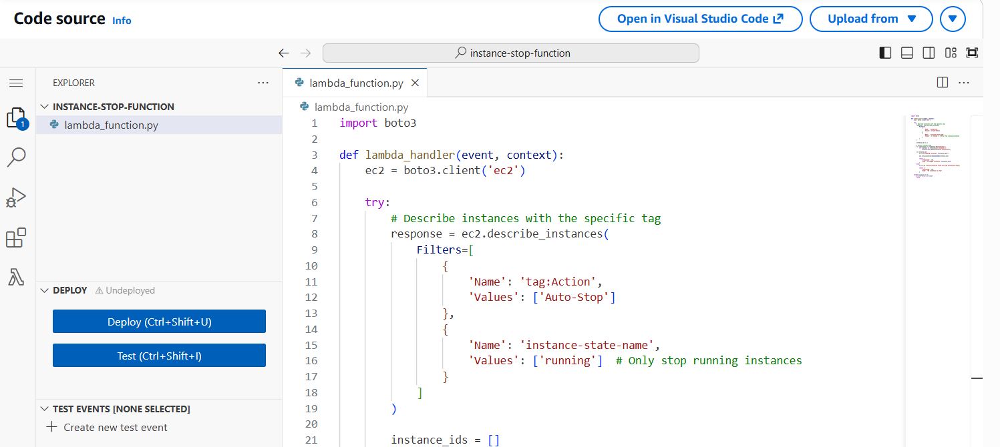 Code source Info
Open in Visual Studio Code
Upload from
instance-stop-function
EXPLORER
INSTANCE-STOP-FUNCTION
1
lambda_function.py
DEPLOY Undeployed
Deploy (Ctrl+Shift+U)
Test (Ctrl+Shift+I)
TEST EVENTS [NONE SELECTED]
Create new test event
lambda_function.py
lambda_function.py
1 import boto3
2
3 def lambda_handler(event, context):
4 ec2 = boto3.client('ec2')
5
6 try:
7 # Describe instances with the specific tag
8 response = ec2.describe_instances(
9 Filters=[
10 {
11 'Name': 'tag:Action',
12 'Values': ['Auto-Stop']
13 },
14 {
15 'Name': 'instance-state-name',
16 'Values': ['running'] # Only stop running instances
17 }
18 ]
19 )
20
21 instance_ids = []